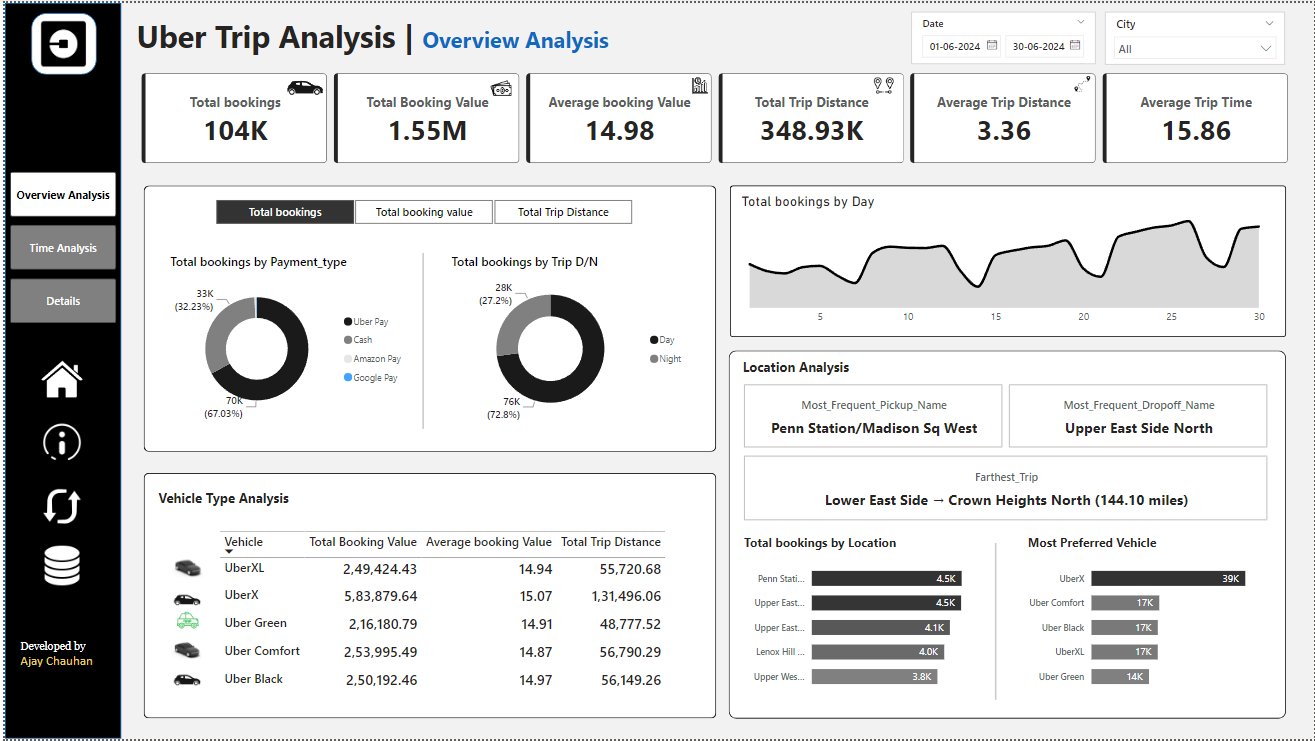 Uber Trip Analysis | Overview Analysis
Date
01-06-2024 30-06-2024
City
All
Total bookings
104K
Total Booking Value
1.55M
Average booking Value
14.98
Total Trip Distance
348.93K
Average Trip Distance
3.36
Average Trip Time
15.86
Overview Analysis
Time Analysis
Details
Developed by
Ajay Chauhan
Total bookings Total booking value Total Trip Distance
Total bookings by Payment_type
33K
(32.23%)
70K
(67.03%)
Uber Pay
Cash
Amazon Pay
Google Pay
Total bookings by Trip D/N
28K
(27.2%)
76K
(72.8%)
Day
Night
Total bookings by Day
5 10 15 20 25 30
Vehicle Type Analysis
Vehicle Total Booking Value Average booking Value Total Trip Distance
UberXL 2,49,424.43 14.94 55,720.68
UberX 5,83,879.64 15.07 1,31,496.06
Uber Green 2,16,180.79 14.91 48,777.52
Uber Comfort 2,53,995.49 14.87 56,790.29
Uber Black 2,50,192.46 14.97 56,149.26
Location Analysis
Most_Frequent_Pickup_Name
Penn Station/Madison Sq West
Most_Frequent_Dropoff_Name
Upper East Side North
Farthest_Trip
Lower East Side → Crown Heights North (144.10 miles)
Total bookings by Location
Penn Stati... 4.5K
Upper East... 4.5K
Upper East... 4.1K
Lenox Hill ... 4.0K
Upper Wes... 3.8K
Most Preferred Vehicle
UberX 39K
Uber Comfort 17K
Uber Black 17K
UberXL 17K
Uber Green 14K